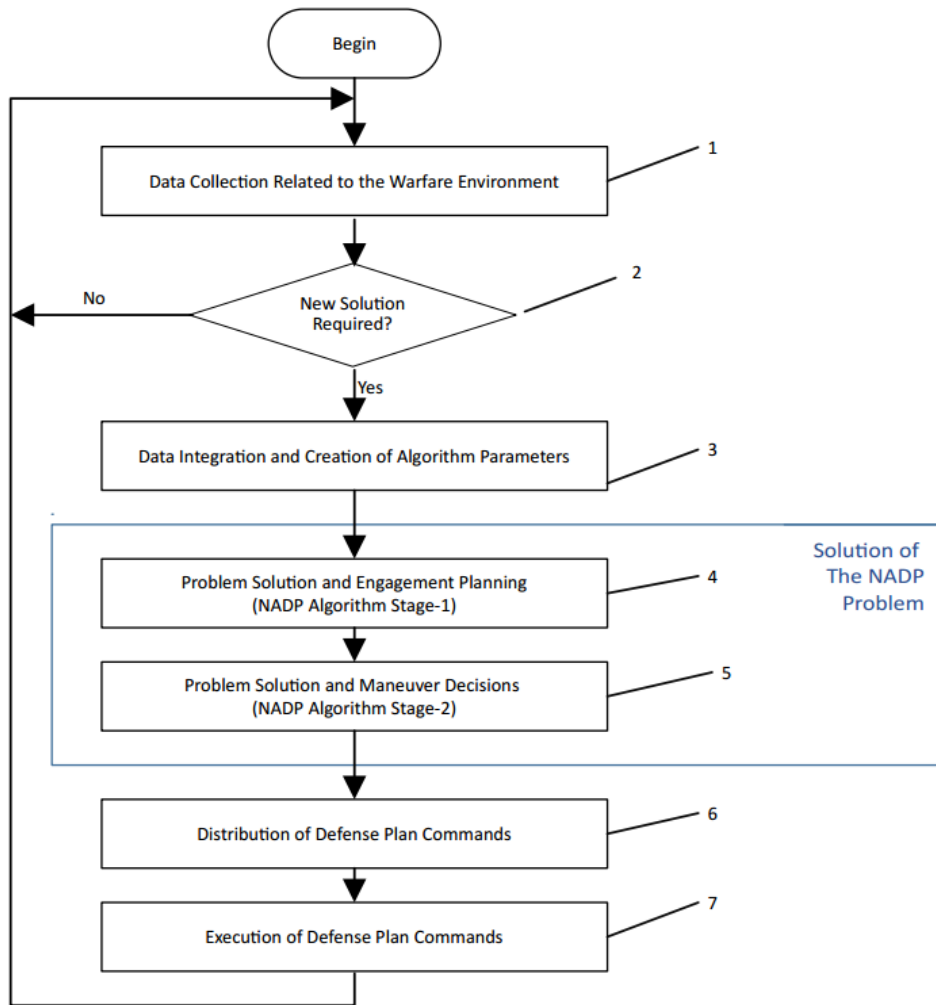 Begin
Data Collection Related to the Warfare Environment
1
New Solution
Required?
2
No
Yes
Data Integration and Creation of Algorithm Parameters
3
Solution of
The NADP
Problem
Problem Solution and Engagement Planning
(NADP Algorithm Stage-1)
4
Problem Solution and Maneuver Decisions
(NADP Algorithm Stage-2)
5
Distribution of Defense Plan Commands
6
Execution of Defense Plan Commands
7